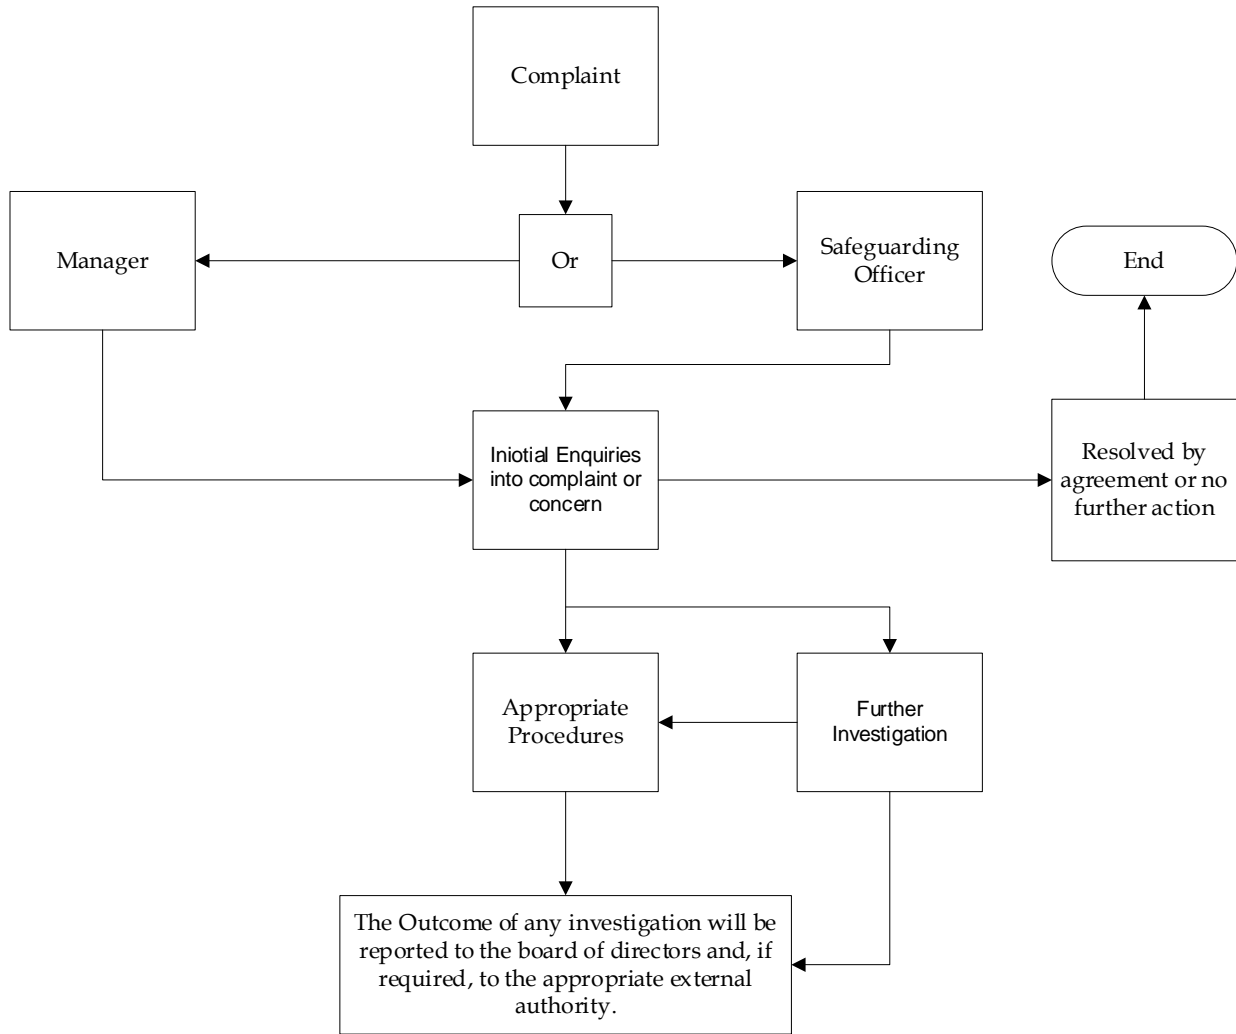 Complaint
Manager
Or
Safeguarding
Officer
End
Iniotial Enquiries
into complaint or
concern
Resolved by
agreement or no
further action
Appropriate
Procedures
Further
Investigation
The Outcome of any investigation will be
reported to the board of directors and, if
required, to the appropriate external
authority.